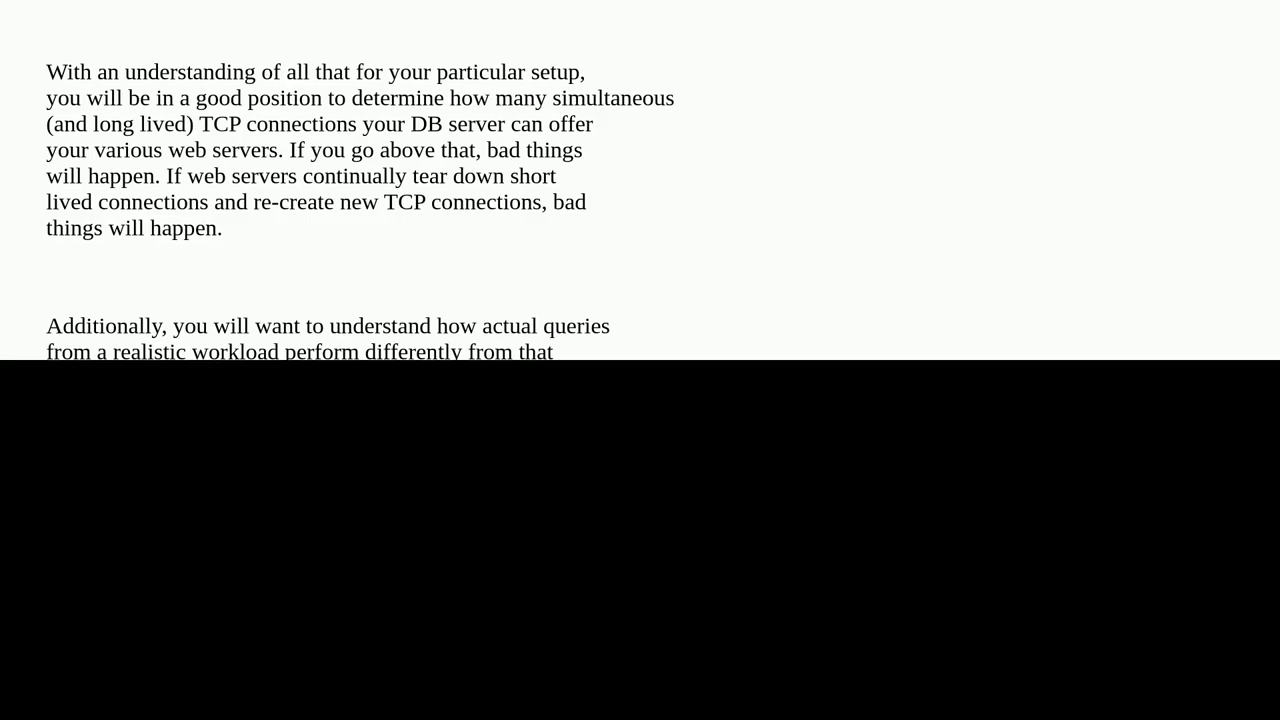 With an understanding of all that for your particular setup,
you will be in a good position to determine how many simultaneous
(and long lived) TCP connections your DB server can offer
your various web servers. If you go above that, bad things
will happen. If web servers continually tear down short
lived connections and re-create new TCP connections, bad
things will happen.
Additionally, you will want to understand how actual queries
from a realistic workload perform differently from that